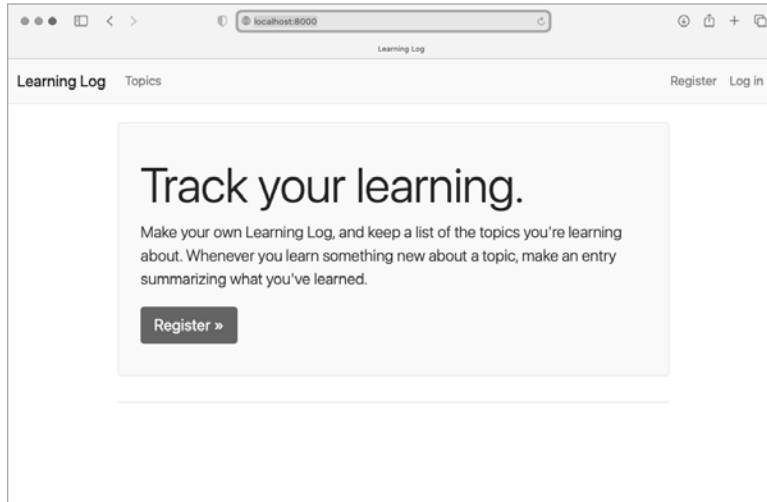 localhost:8000
Learning Log
Learning Log Topics Register Log in
Track your learning.
Make your own Learning Log, and keep a list of the topics you're learning
about. Whenever you learn something new about a topic, make an entry
summarizing what you've learned.
Register »